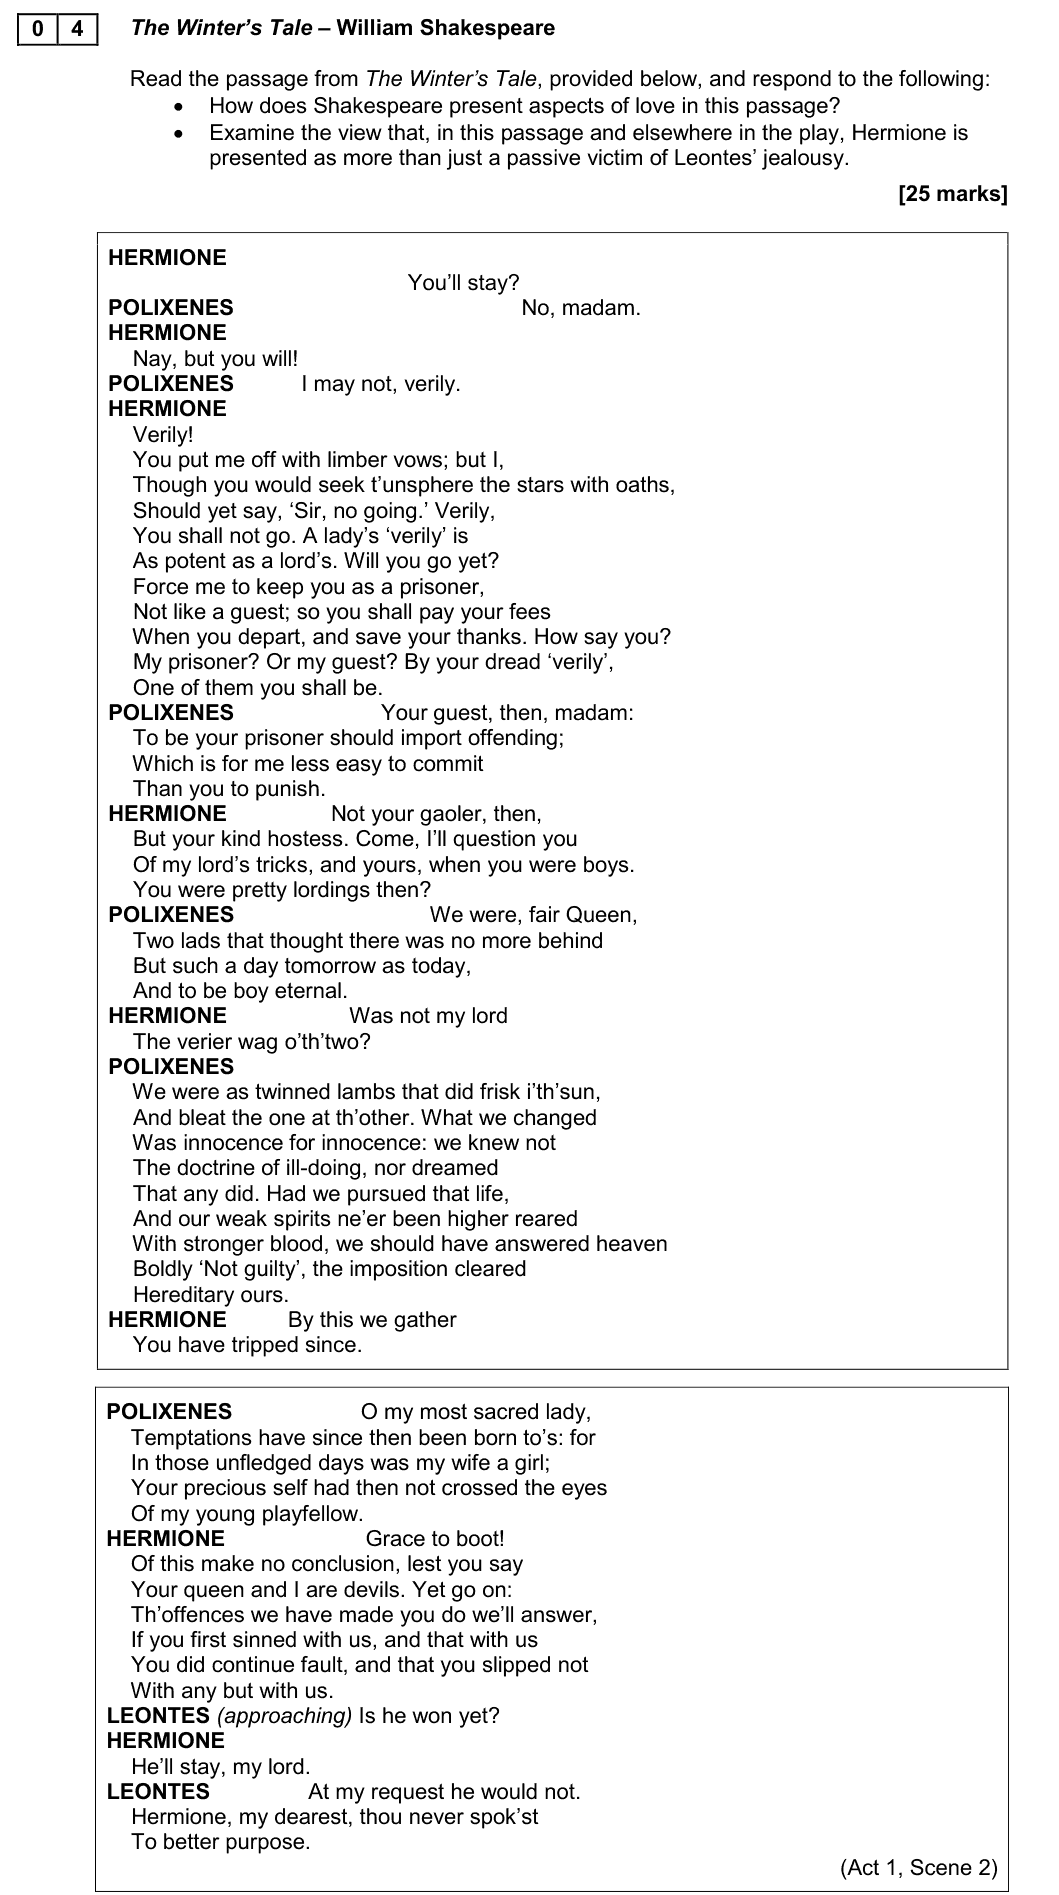 0 4 The Winter's Tale – William Shakespeare
Read the passage from The Winter's Tale, provided below, and respond to the following:
• How does Shakespeare present aspects of love in this passage?
• Examine the view that, in this passage and elsewhere in the play, Hermione is
presented as more than just a passive victim of Leontes' jealousy.
[25 marks]
HERMIONE
You'll stay?
POLIXENES No, madam.
HERMIONE
Nay, but you will!
POLIXENES I may not, verily.
HERMIONE
Verily!
You put me off with limber vows; but I,
Though you would seek t'unsphere the stars with oaths,
Should yet say, 'Sir, no going.' Verily,
You shall not go. A lady's 'verily' is
As potent as a lord's. Will you go yet?
Force me to keep you as a prisoner,
Not like a guest; so you shall pay your fees
When you depart, and save your thanks. How say you?
My prisoner? Or my guest? By your dread 'verily',
One of them you shall be.
POLIXENES Your guest, then, madam:
To be your prisoner should import offending;
Which is for me less easy to commit
Than you to punish.
HERMIONE Not your gaoler, then,
But your kind hostess. Come, I'll question you
Of my lord's tricks, and yours, when you were boys.
You were pretty lordings then?
POLIXENES We were, fair Queen,
Two lads that thought there was no more behind
But such a day tomorrow as today,
And to be boy eternal.
HERMIONE Was not my lord
The verier wag o'th'two?
POLIXENES
We were as twinned lambs that did frisk i'th'sun,
And bleat the one at th'other. What we changed
Was innocence for innocence: we knew not
The doctrine of ill-doing, nor dreamed
That any did. Had we pursued that life,
And our weak spirits ne'er been higher reared
With stronger blood, we should have answered heaven
Boldly 'Not guilty', the imposition cleared
Hereditary ours.
HERMIONE By this we gather
You have tripped since.
POLIXENES O my most sacred lady,
Temptations have since then been born to's: for
In those unfledged days was my wife a girl;
Your precious self had then not crossed the eyes
Of my young playfellow.
HERMIONE Grace to boot!
Of this make no conclusion, lest you say
Your queen and I are devils. Yet go on:
Th'offences we have made you do we'll answer,
If you first sinned with us, and that with us
You did continue fault, and that you slipped not
With any but with us.
LEONTES (approaching) Is he won yet?
HERMIONE
He'll stay, my lord.
LEONTES At my request he would not.
Hermione, my dearest, thou never spok'st
To better purpose.
(Act 1, Scene 2)